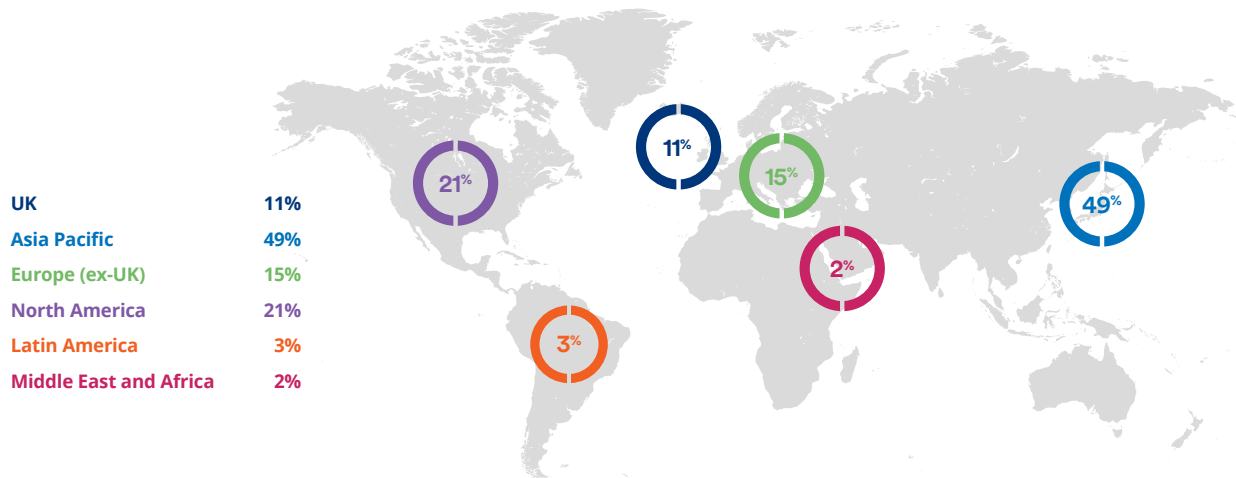 UK 11%
Asia Pacific 49%
Europe (ex-UK) 15%
North America 21%
Latin America 3%
Middle East and Africa 2%
11%
21%
15%
49%
2%
3%